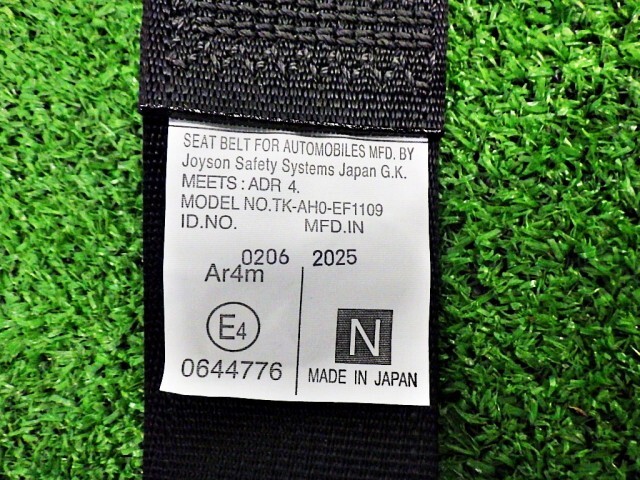 SEAT BELT FOR AUTOMOBILES MFD. BY
Joyson Safety Systems Japan G.K.
MEETS : ADR 4.
MODEL NO.TK-AH0-EF1109
ID.NO. MFD.IN
0206 2025
Ar4m
E4
0644776
N
MADE IN JAPAN